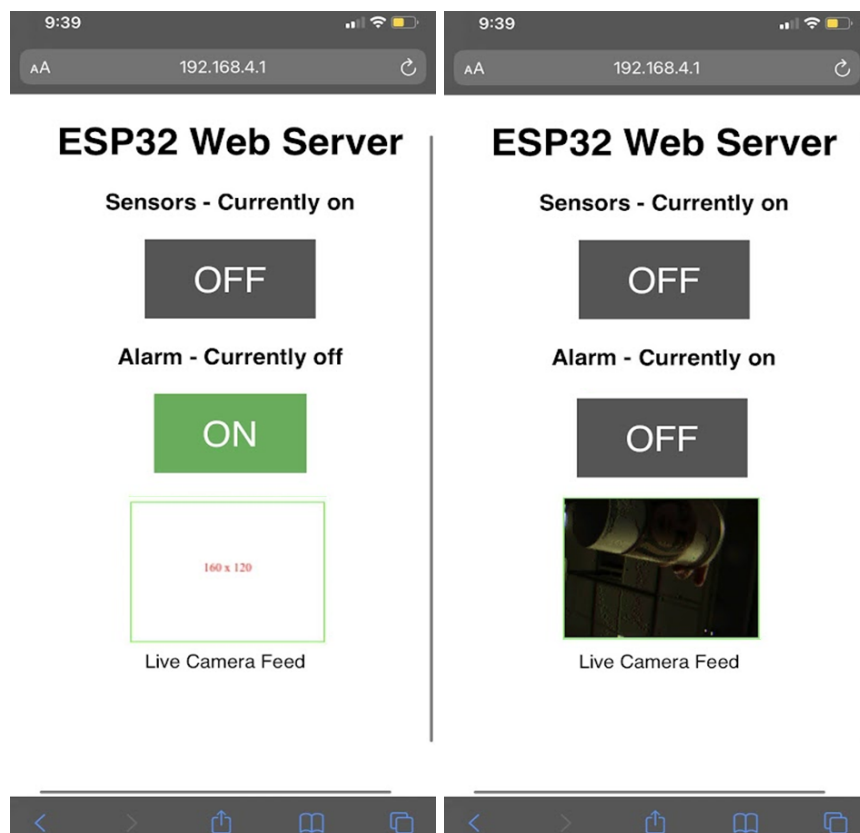 9:39
AA 192.168.4.1
ESP32 Web Server
Sensors - Currently on
OFF
Alarm - Currently off
ON
160 x 120
Live Camera Feed
9:39
AA 192.168.4.1
ESP32 Web Server
Sensors - Currently on
OFF
Alarm - Currently on
OFF
Live Camera Feed